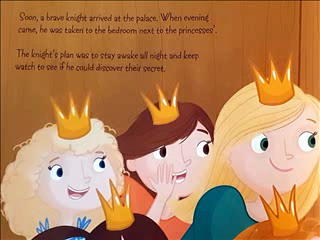 Soon, a brave knight arrived at the palace. When evening
came, he was taken to the bedroom next to the princesses'.
The knight's plan was to stay awake all night and keep
watch to see if he could discover their secret.